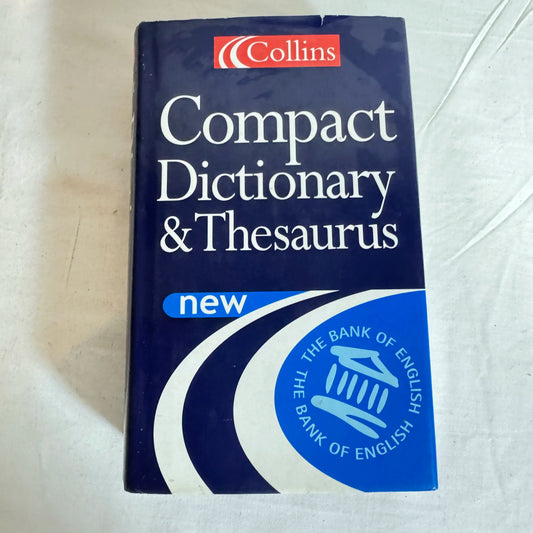 Collins
Compact
Dictionary
& Thesaurus
new
THE BANK OF ENGLISH
THE BANK OF ENGLISH